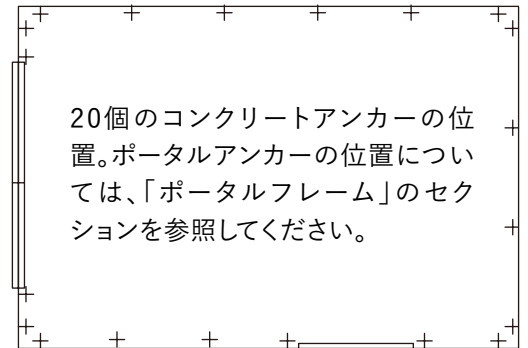 20個のコンクリートアンカーの位
置。ポータルアンカーの位置につい
ては、「ポータルフレーム」のセク
ションを参照してください。